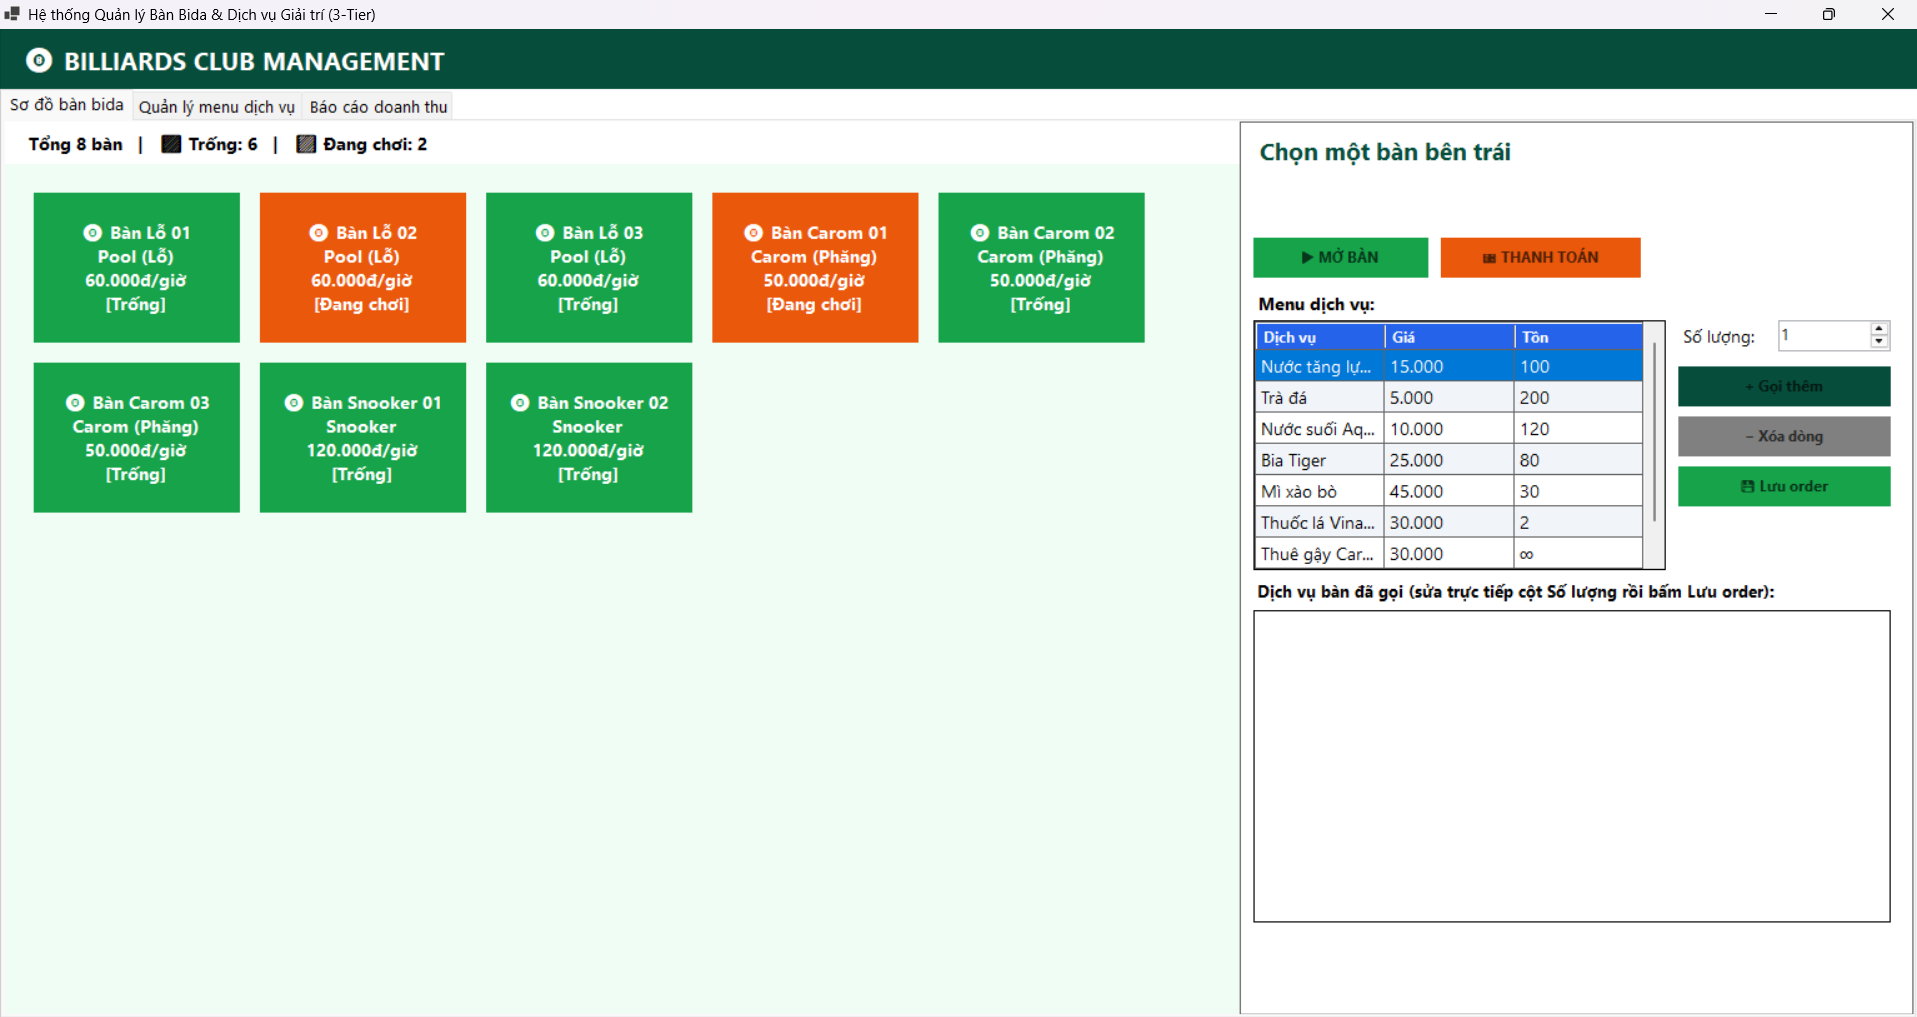 Hệ thống Quản lý Bàn Bida & Dịch vụ Giải trí (3-Tier)
BILLIARDS CLUB MANAGEMENT
Sơ đồ bàn bida Quản lý menu dịch vụ Báo cáo doanh thu
Tổng 8 bàn | Trống: 6 | Đang chơi: 2
Bàn Lỗ 01
Pool (Lỗ)
60.000đ/giờ
[Trống]
Bàn Lỗ 02
Pool (Lỗ)
60.000đ/giờ
[Đang chơi]
Bàn Lỗ 03
Pool (Lỗ)
60.000đ/giờ
[Trống]
Bàn Carom 01
Carom (Phăng)
50.000đ/giờ
[Đang chơi]
Bàn Carom 02
Carom (Phăng)
50.000đ/giờ
[Trống]
Bàn Carom 03
Carom (Phăng)
50.000đ/giờ
[Trống]
Bàn Snooker 01
Snooker
120.000đ/giờ
[Trống]
Bàn Snooker 02
Snooker
120.000đ/giờ
[Trống]
Chọn một bàn bên trái
▶ MỞ BÀN
THANH TOÁN
Menu dịch vụ:
Dịch vụ Giá Tồn
Nước tăng lự... 15.000 100
Trà đá 5.000 200
Nước suối Aq... 10.000 120
Bia Tiger 25.000 80
Mì xào bò 45.000 30
Thuốc lá Vina... 30.000 2
Thuê gậy Car... 30.000 ∞
Số lượng: 1
+ Gọi thêm
− Xóa dòng
Lưu order
Dịch vụ bàn đã gọi (sửa trực tiếp cột Số lượng rồi bấm Lưu order):